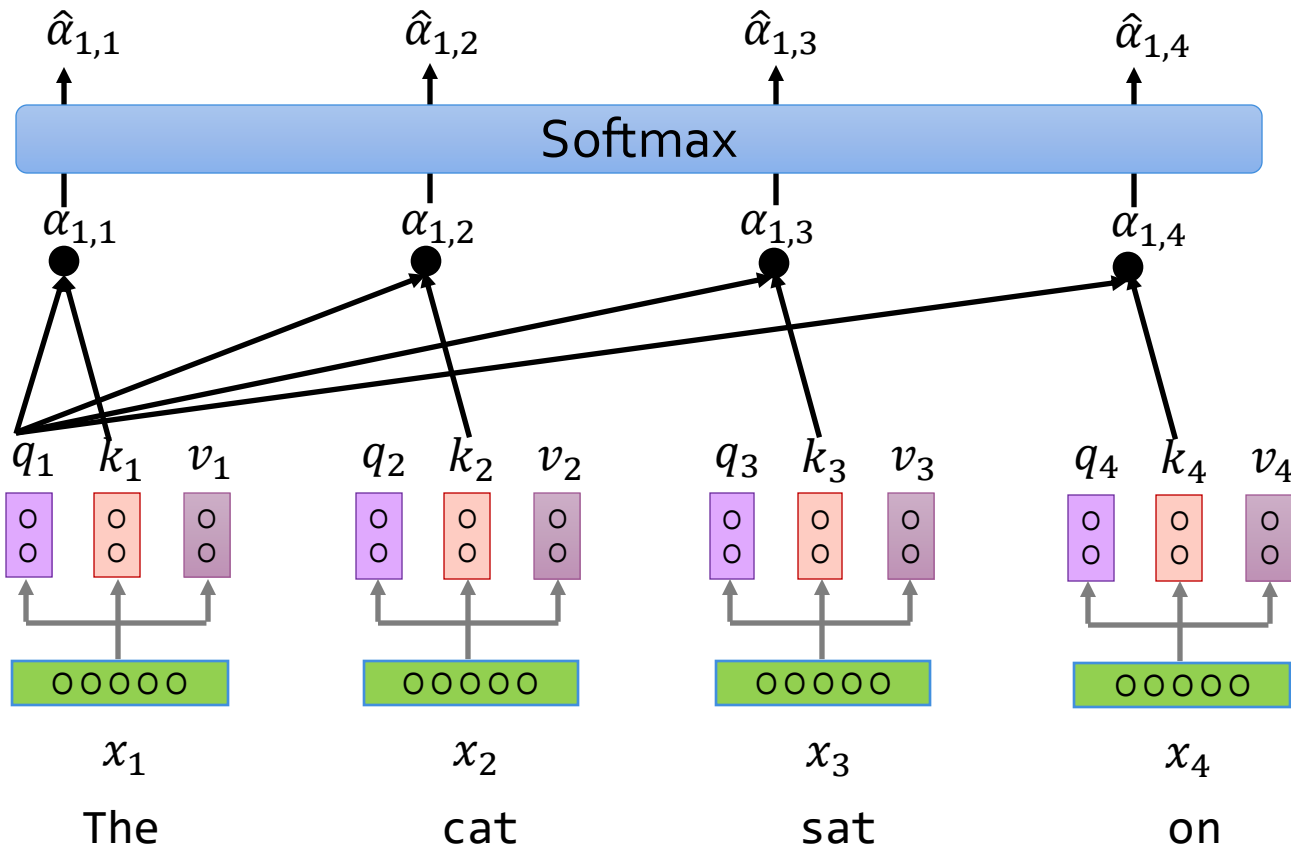 α̂1,1 α̂1,2 α̂1,3 α̂1,4
Softmax
α1,1 α1,2 α1,3 α1,4
q1 k1 v1 q2 k2 v2 q3 k3 v3 q4 k4 v4
O O O O O O O O O O O O
O O O O O O O O O O O O
O O O O O O O O O O O O O O O O O O O O
x1 x2 x3 x4
The cat sat on